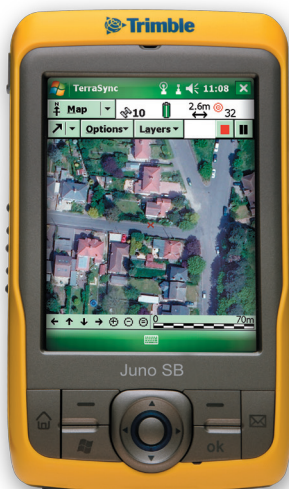 Trimble
TerraSync 11:08
N Map 10 2.6m 32
Options Layers
0 70m
Juno SB
ok